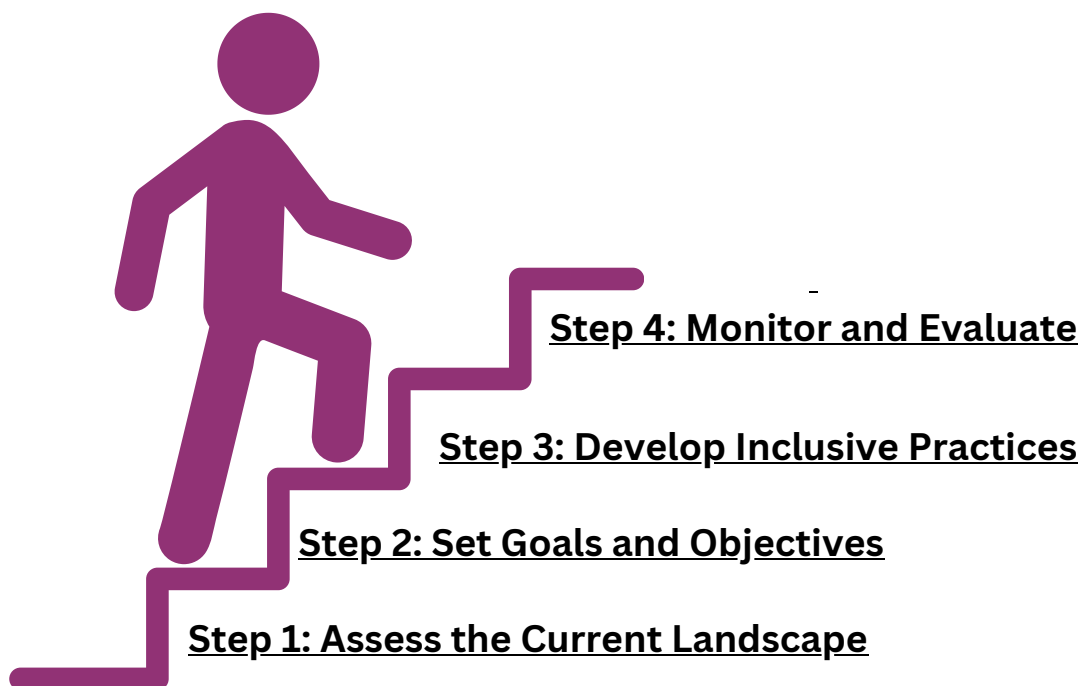 Step 4: Monitor and Evaluate
Step 3: Develop Inclusive Practices
Step 2: Set Goals and Objectives
Step 1: Assess the Current Landscape